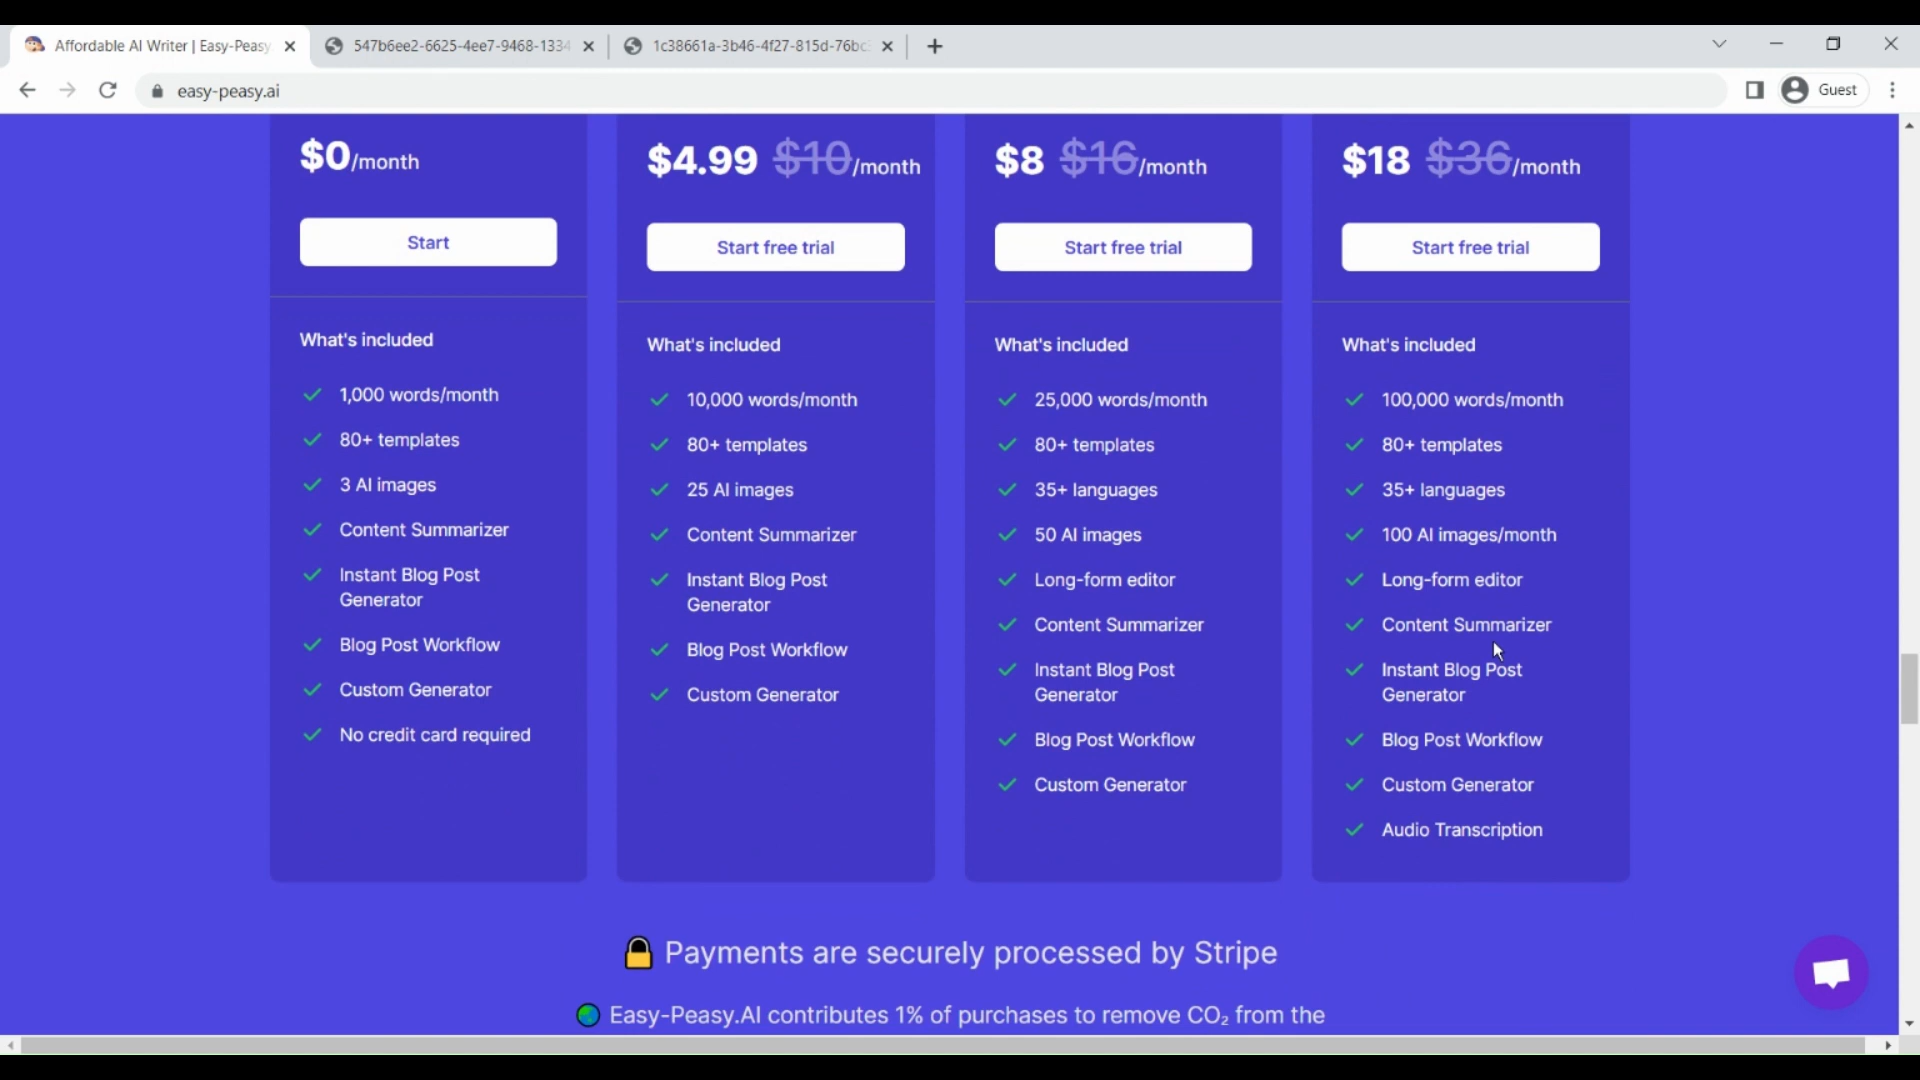 Affordable AI Writer | Easy-Peasy
547b6ee2-6625-4ee7-9468-1334
1c38661a-3b46-4f27-815d-76bc
easy-peasy.ai
Guest
$0/month
Start
What's included
1,000 words/month
80+ templates
3 AI images
Content Summarizer
Instant Blog Post
Generator
Blog Post Workflow
Custom Generator
No credit card required
$4.99 $10/month
Start free trial
What's included
10,000 words/month
80+ templates
25 AI images
Content Summarizer
Instant Blog Post
Generator
Blog Post Workflow
Custom Generator
$8 $16/month
Start free trial
What's included
25,000 words/month
80+ templates
35+ languages
50 AI images
Long-form editor
Content Summarizer
Instant Blog Post
Generator
Blog Post Workflow
Custom Generator
$18 $36/month
Start free trial
What's included
100,000 words/month
80+ templates
35+ languages
100 AI images/month
Long-form editor
Content Summarizer
Instant Blog Post
Generator
Blog Post Workflow
Custom Generator
Audio Transcription
Payments are securely processed by Stripe
Easy-Peasy.AI contributes 1% of purchases to remove CO₂ from the